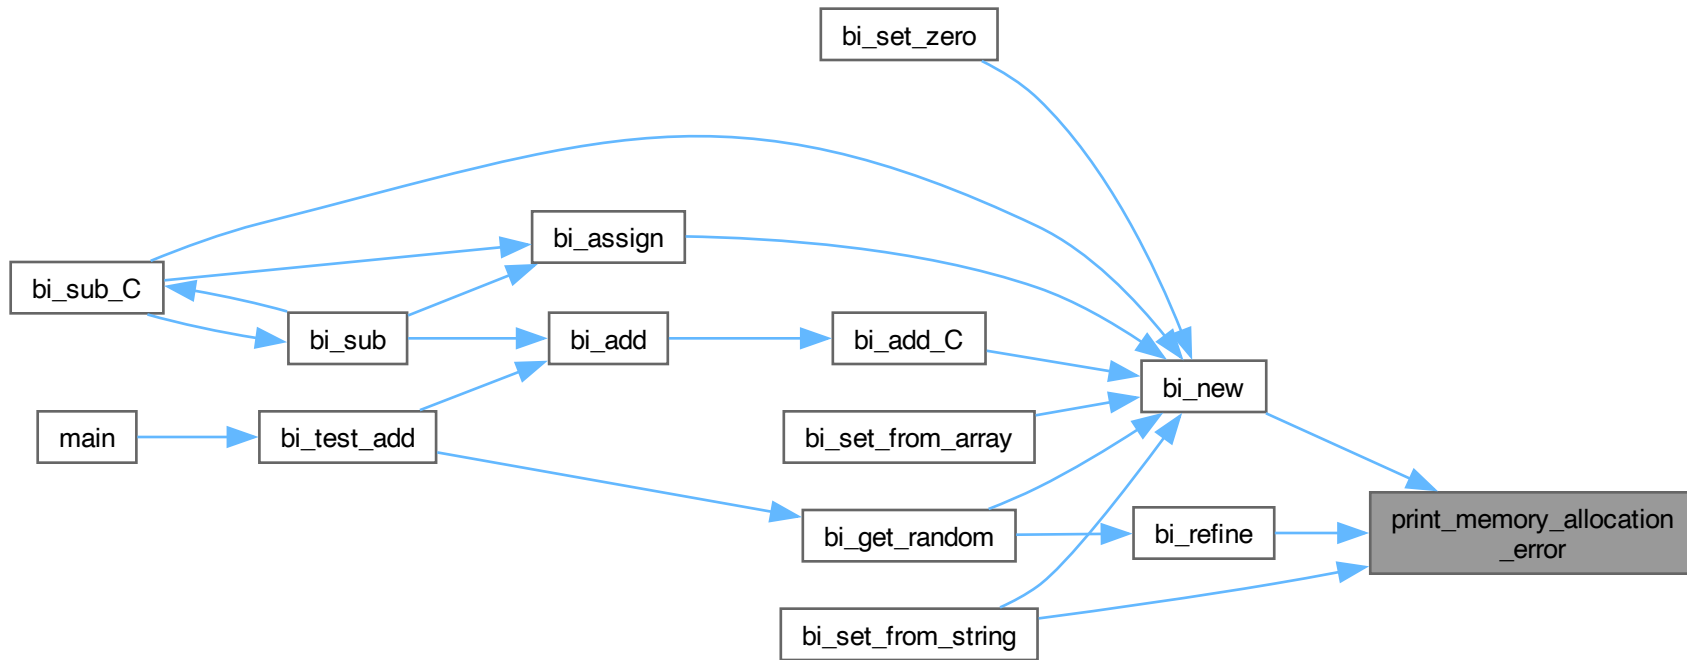 bi_set_zero
bi_assign
bi_sub_C
bi_sub
bi_add
bi_add_C
bi_new
main
bi_test_add
bi_set_from_array
print_memory_allocation
_error
bi_get_random
bi_refine
bi_set_from_string